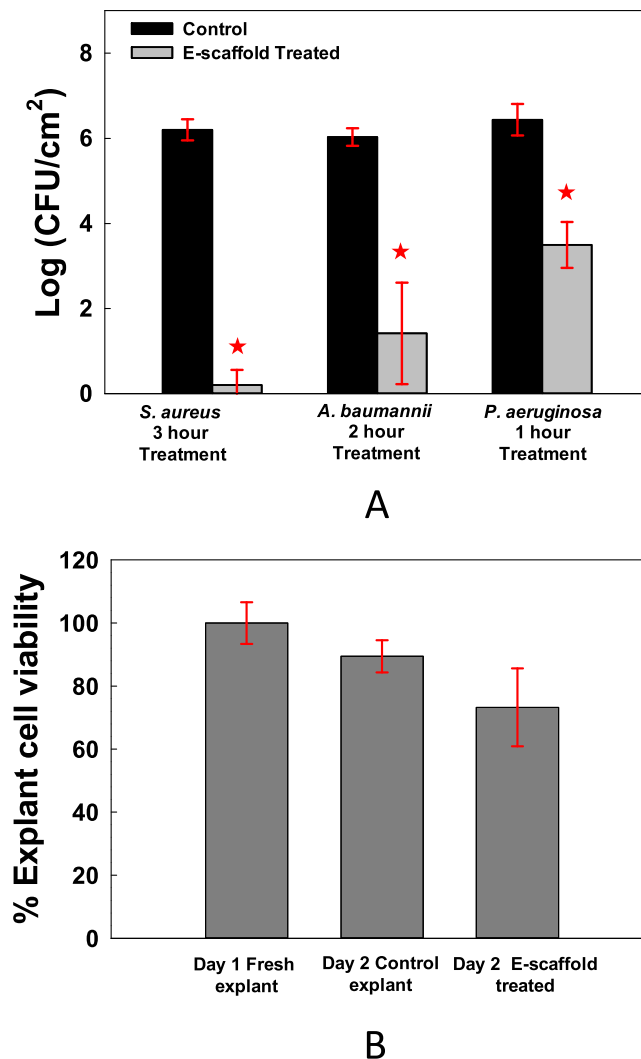 Control
E-scaffold Treated
Log (CFU/cm2)
8
6
4
2
0
S. aureus
3 hour
Treatment
A. baumannii
2 hour
Treatment
P. aeruginosa
1 hour
Treatment
A
% Explant cell viability
120
100
80
60
40
20
0
Day 1 Fresh
explant
Day 2 Control
explant
Day 2 E-scaffold
treated
B